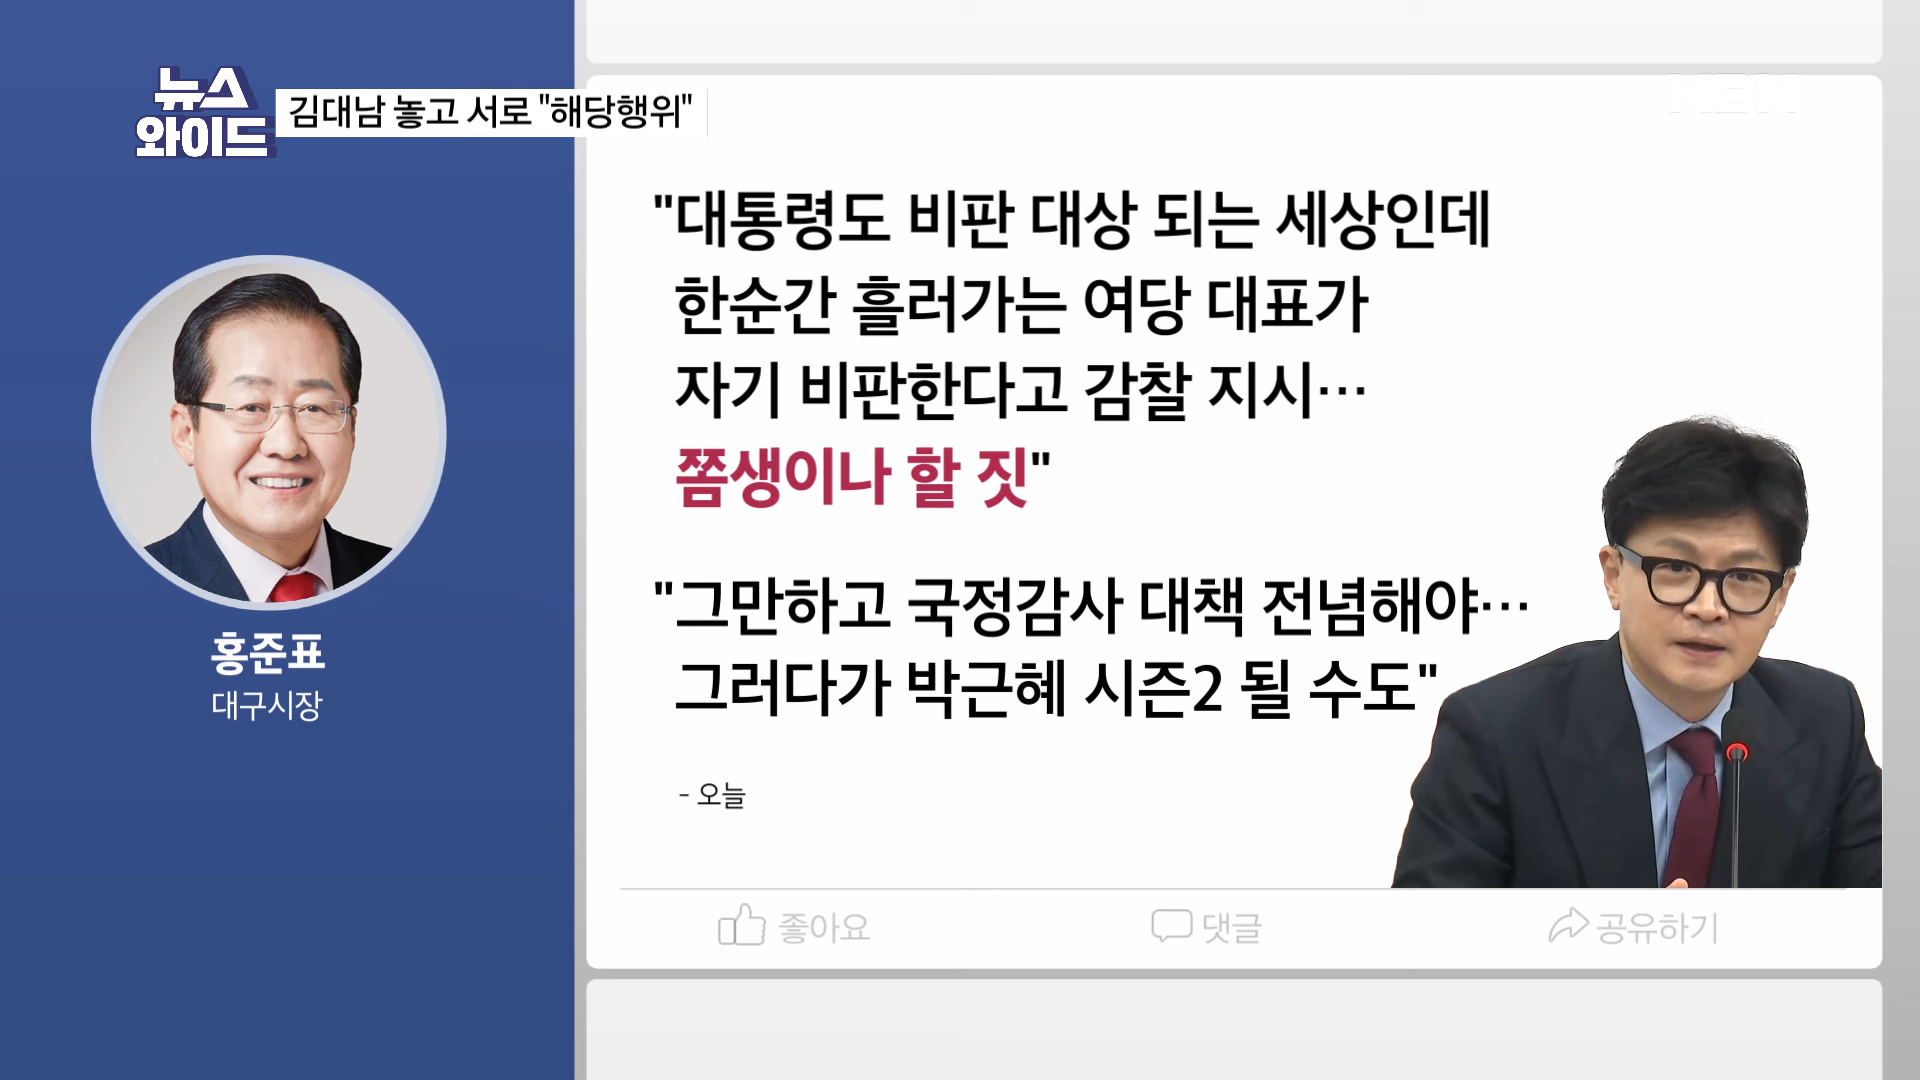 뉴스
와이드
김대남 놓고 서로 "해당행위"
MBN
"대통령도 비판 대상 되는 세상인데
한순간 흘러가는 여당 대표가
자기 비판한다고 감찰 지시…
쫌생이나 할 짓"
"그만하고 국정감사 대책 전념해야…
그러다가 박근혜 시즌2 될 수도"
- 오늘
홍준표
대구시장
좋아요
댓글
공유하기